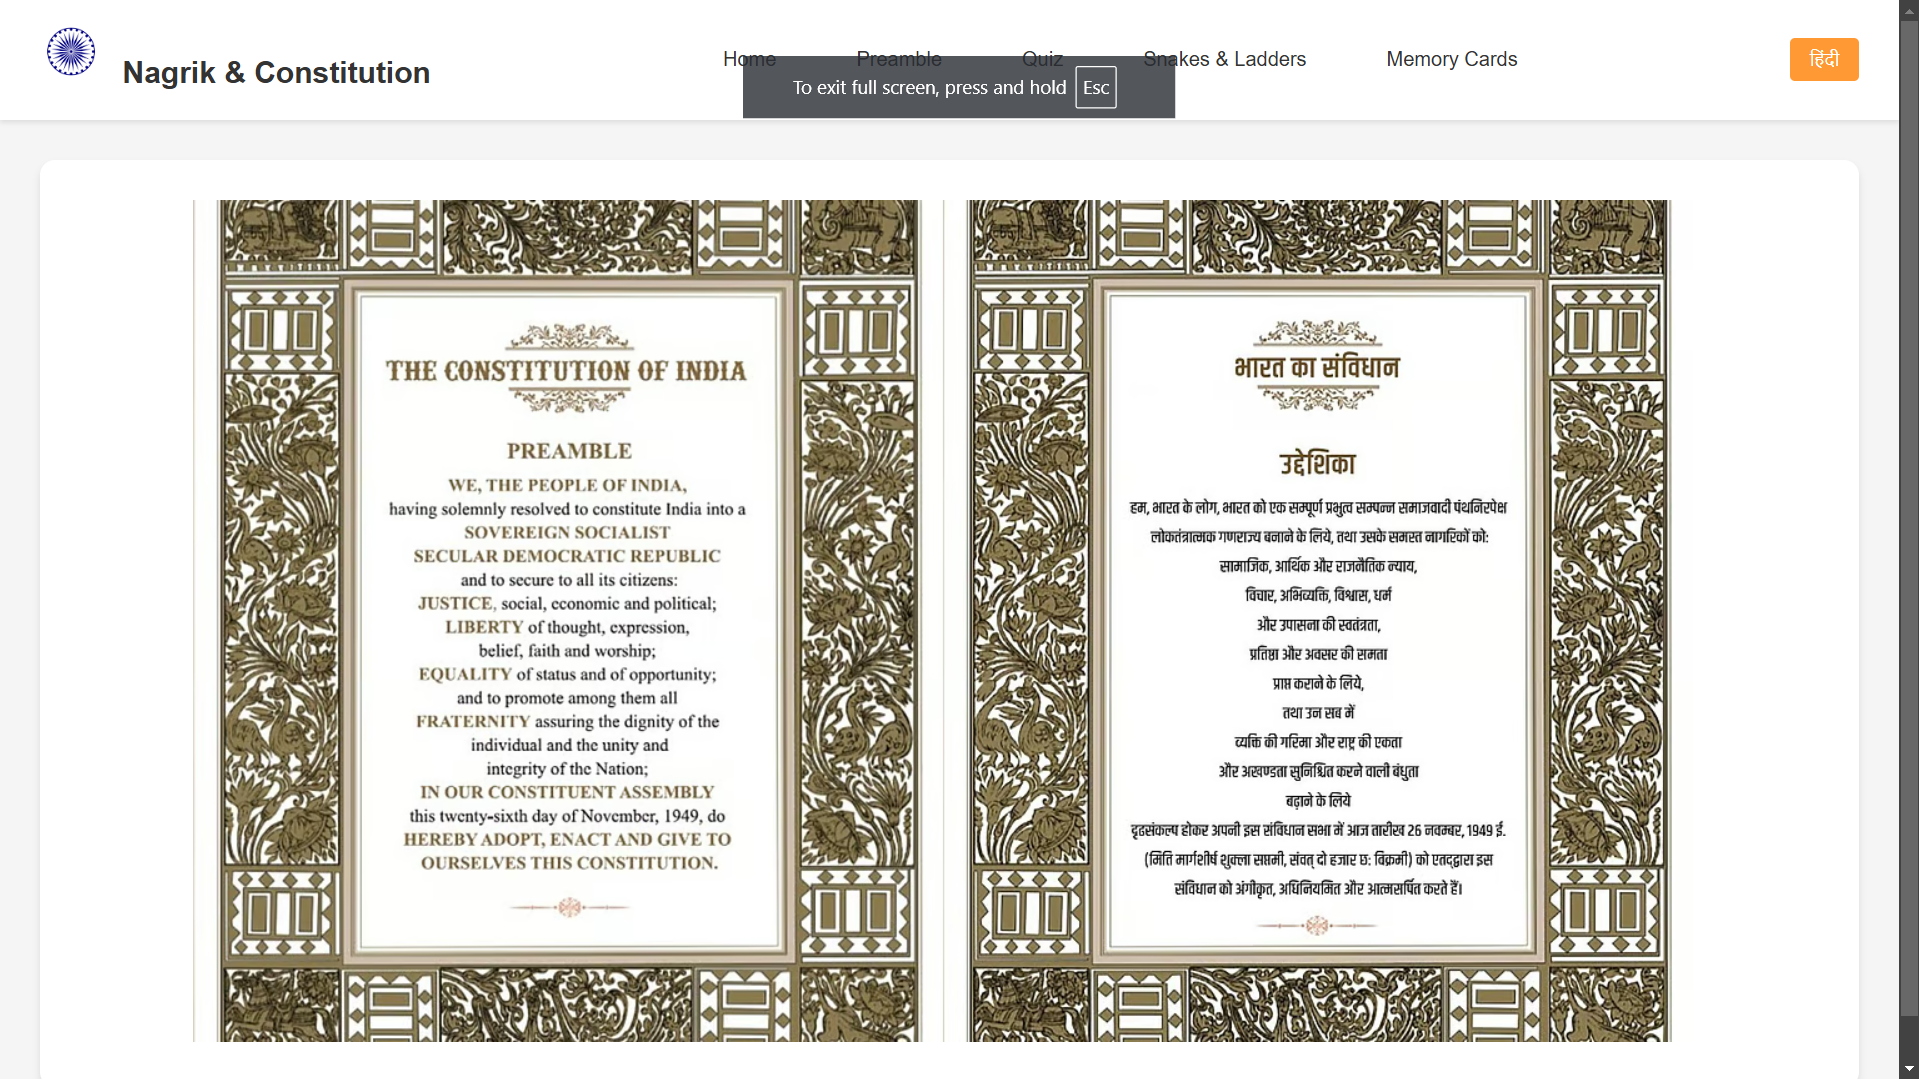 Nagrik & Constitution
Home Preamble Quiz Snakes & Ladders Memory Cards
हिंदी
To exit full screen, press and hold Esc
THE CONSTITUTION OF INDIA
PREAMBLE
WE, THE PEOPLE OF INDIA,
having solemnly resolved to constitute India into a
SOVEREIGN SOCIALIST
SECULAR DEMOCRATIC REPUBLIC
and to secure to all its citizens:
JUSTICE, social, economic and political;
LIBERTY of thought, expression,
belief, faith and worship;
EQUALITY of status and of opportunity;
and to promote among them all
FRATERNITY assuring the dignity of the
individual and the unity and
integrity of the Nation;
IN OUR CONSTITUENT ASSEMBLY
this twenty-sixth day of November, 1949, do
HEREBY ADOPT, ENACT AND GIVE TO
OURSELVES THIS CONSTITUTION.
भारत का संविधान
उद्देशिका
हम, भारत के लोग, भारत को एक सम्पूर्ण प्रभुत्व सम्पन्न समाजवादी पंथनिरपेक्ष
लोकतंत्रात्मक गणराज्य बनाने के लिये, तथा उसके समस्त नागरिकों को:
सामाजिक, आर्थिक और राजनैतिक न्याय,
विचार, अभिव्यक्ति, विश्वास, धर्म
और उपासना की स्वतंत्रता,
प्रतिष्ठा और अवसर की समता
प्राप्त कराने के लिये,
तथा उन सब में
व्यक्ति की गरिमा और राष्ट्र की एकता
और अखण्डता सुनिश्चित करने वाली बंधुता
बढ़ाने के लिये
दृढसंकल्प होकर अपनी इस संविधान सभा में आज तारीख 26 नवम्बर, 1949 ई.
(मिति मार्गशीर्ष शुक्ला सप्तमी, संवत् दो हजार छ: विक्रमी) को एतद्द्वारा इस
संविधान को अंगीकृत, अधिनियमित और आत्मसर्पित करते हैं।